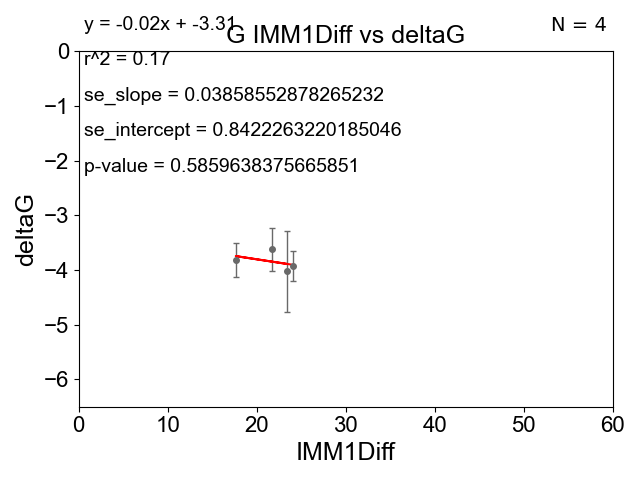 y = -0.02x + -3.31
N = 4
G IMM1Diff vs deltaG
r^2 = 0.17
se_slope = 0.03858552878265232
se_intercept = 0.8422263220185046
p-value = 0.5859638375665851
0
−1
−2
−3
−4
−5
−6
deltaG
0 10 20 30 40 50 60
IMM1Diff